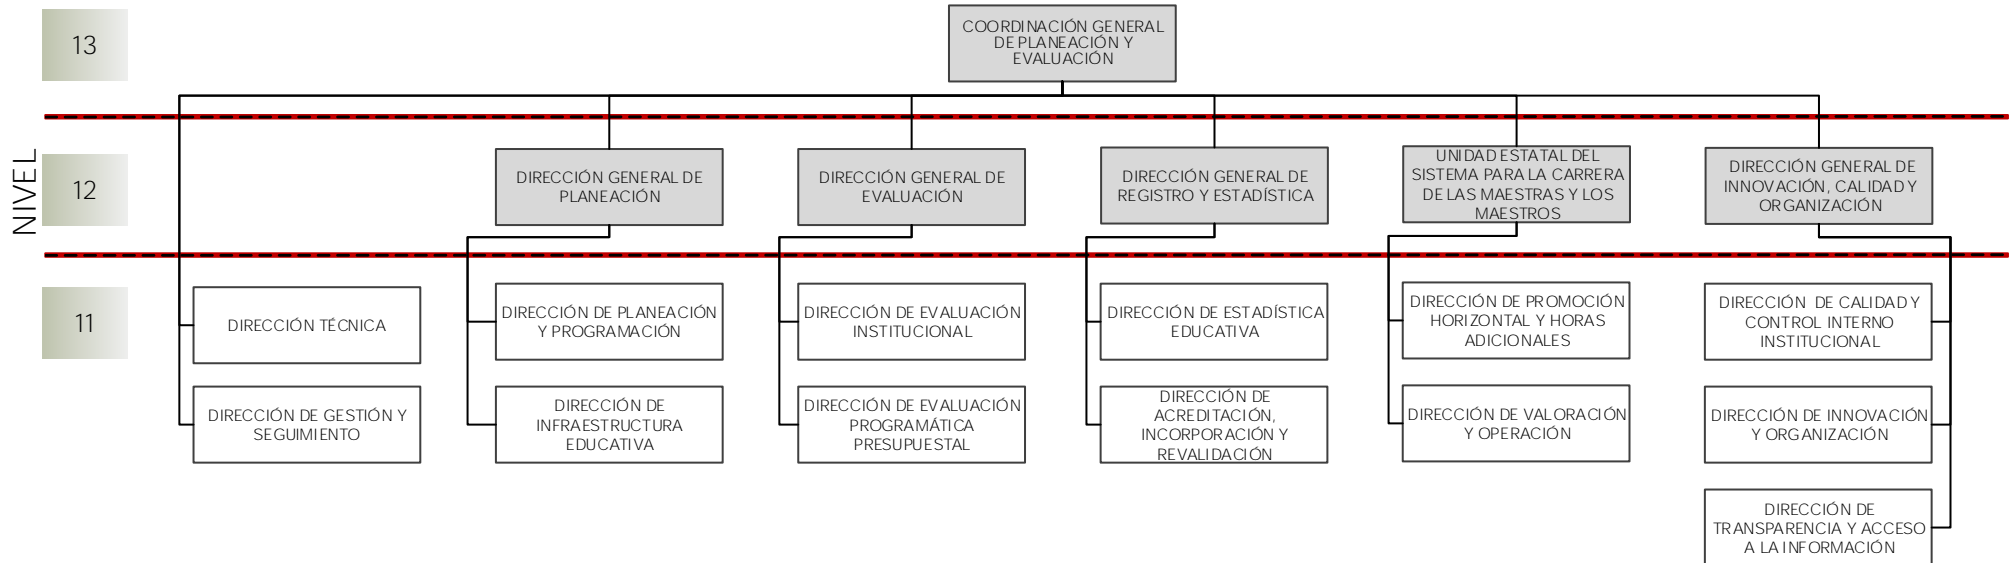 13
COORDINACIÓN GENERAL
DE PLANEACIÓN Y
EVALUACIÓN
NIVEL
12
DIRECCIÓN GENERAL DE
PLANEACIÓN
DIRECCIÓN GENERAL DE
EVALUACIÓN
DIRECCIÓN GENERAL DE
REGISTRO Y ESTADÍSTICA
UNIDAD ESTATAL DEL
SISTEMA PARA LA CARRERA
DE LAS MAESTRAS Y LOS
MAESTROS
DIRECCIÓN GENERAL DE
INNOVACIÓN, CALIDAD Y
ORGANIZACIÓN
11
DIRECCIÓN TÉCNICA
DIRECCIÓN DE PLANEACIÓN
Y PROGRAMACIÓN
DIRECCIÓN DE EVALUACIÓN
INSTITUCIONAL
DIRECCIÓN DE ESTADÍSTICA
EDUCATIVA
DIRECCIÓN DE PROMOCIÓN
HORIZONTAL Y HORAS
ADICIONALES
DIRECCIÓN DE CALIDAD Y
CONTROL INTERNO
INSTITUCIONAL
DIRECCIÓN DE GESTIÓN Y
SEGUIMIENTO
DIRECCIÓN DE
INFRAESTRUCTURA
EDUCATIVA
DIRECCIÓN DE EVALUACIÓN
PROGRAMÁTICA
PRESUPUESTAL
DIRECCIÓN DE
ACREDITACIÓN,
INCORPORACIÓN Y
REVALIDACIÓN
DIRECCIÓN DE VALORACIÓN
Y OPERACIÓN
DIRECCIÓN DE INNOVACIÓN
Y ORGANIZACIÓN
DIRECCIÓN DE
TRANSPARENCIA Y ACCESO
A LA INFORMACIÓN